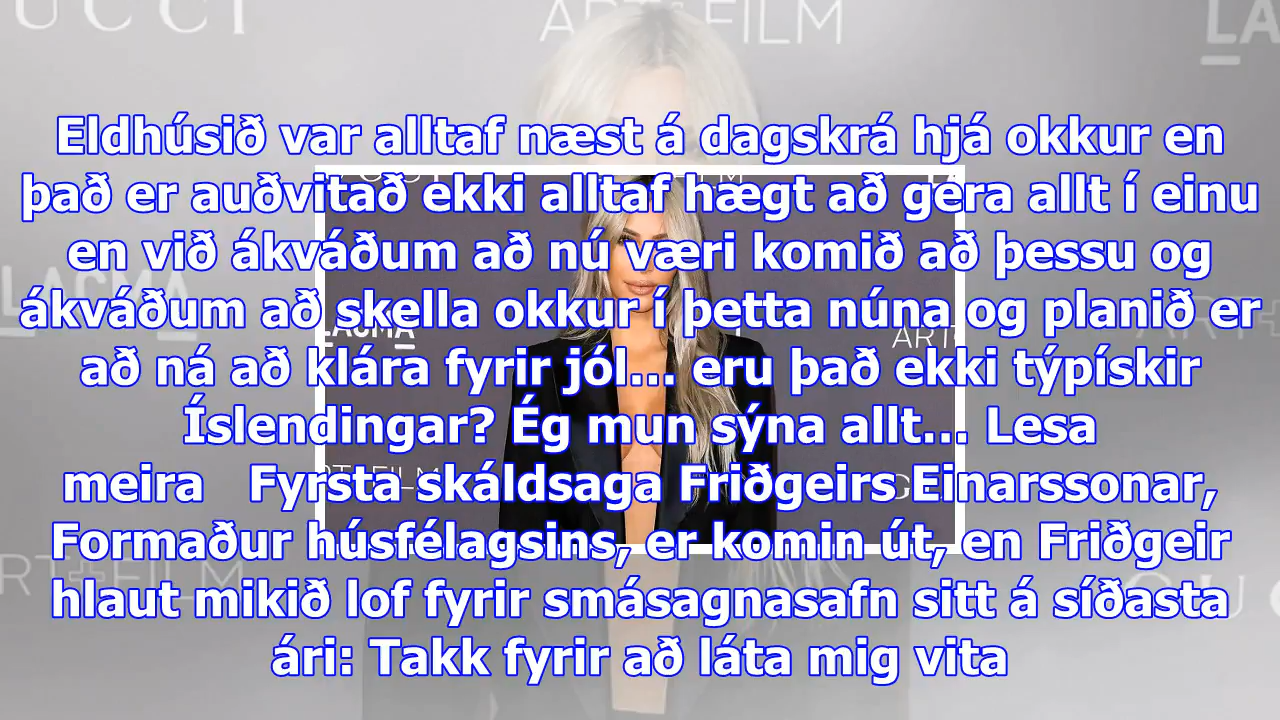 GUCCI
ART+FILM
LACMA
Eldhúsið var alltaf næst á dagskrá hjá okkur en
það er auðvitað ekki alltaf hægt að gera allt í einu
en við ákváðum að nú væri komið að þessu og
ákváðum að skella okkur í þetta núna og planið er
að ná að klára fyrir jól... eru það ekki týpískir
Íslendingar? Ég mun sýna allt... Lesa
meira Fyrsta skáldsaga Friðgeirs Einarssonar,
Formaður húsfélagsins, er komin út, en Friðgeir
hlaut mikið lof fyrir smásagnasafn sitt á síðasta
ári: Takk fyrir að láta mig vita